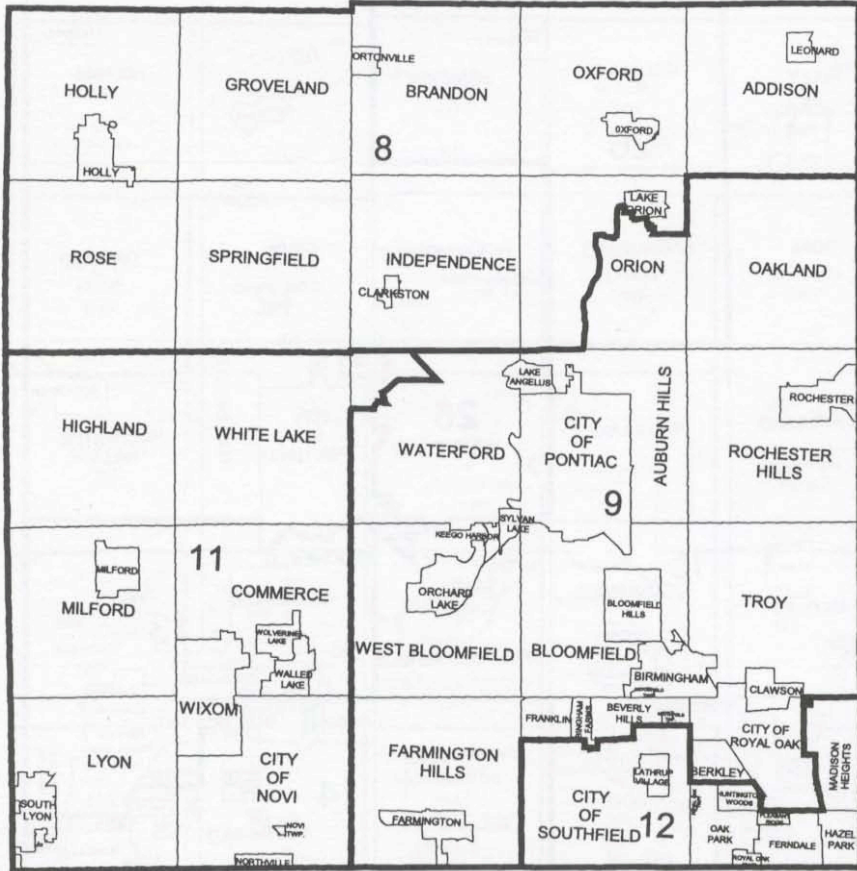 LEONARD
ORTONVILLE
OXFORD
HOLLY
GROVELAND
BRANDON
ADDISON
OXFORD
8
HOLLY
LAKE
ORION
ROSE
SPRINGFIELD
INDEPENDENCE
ORION
OAKLAND
CLARKSTON
LAKE
ANGELUS
ROCHESTER
HIGHLAND
WHITE LAKE
WATERFORD
CITY
OF
PONTIAC
AUBURN HILLS
ROCHESTER
HILLS
9
SYLVAN
LAKE
KEEGO HARBOR
11
MILFORD
MILFORD
COMMERCE
ORCHARD
LAKE
BLOOMFIELD
HILLS
TROY
WOLVERINE
LAKE
WALLED
LAKE
WEST BLOOMFIELD
BLOOMFIELD
BIRMINGHAM
CLAWSON
WIXOM
FRANKLIN
BINGHAM
FARMS
BEVERLY
HILLS
CITY OF
ROYAL OAK
MADISON
HEIGHTS
LYON
CITY
OF
NOVI
FARMINGTON
HILLS
LATHRUP
VILLAGE
BERKLEY
HUNTINGTON
WOODS
SOUTH
LYON
NOVI
TWP.
FARMINGTON
CITY
OF
SOUTHFIELD
12
OAK
PARK
FERNDALE
HAZEL
PARK
NORTHVILLE
ROYAL OAK